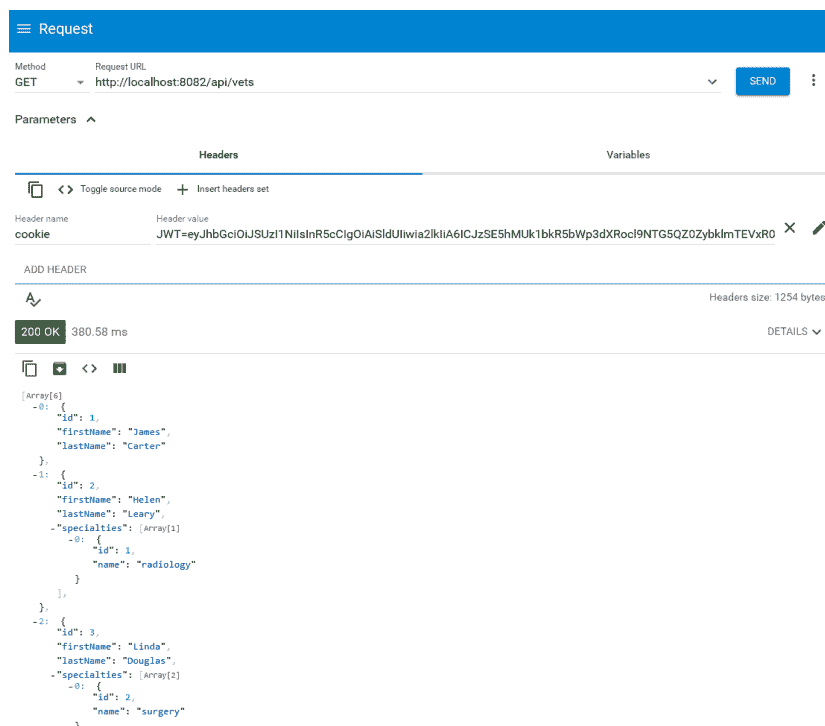 Request
Method
Request URL
GET
http://localhost:8082/api/vets
SEND
Parameters
Headers
Variables
Toggle source mode
Insert headers set
Header name
Header value
cookie
ADD HEADER
Headers size: 1254 bytes
200 OK 380.58 ms
DETAILS
[Array[6]
-0: {
"id": 1,
"firstName": "James",
"lastName": "Carter"
},
-1: {
"id": 2,
"firstName": "Helen",
"lastName": "Leary",
-"specialties": [Array[1]
-0: {
"id": 1,
"name": "radiology"
}
],
},
-2: {
"id": 3,
"firstName": "Linda",
"lastName": "Douglas",
-"specialties": [Array[2]
-0: {
"id": 2,
"name": "surgery"
}